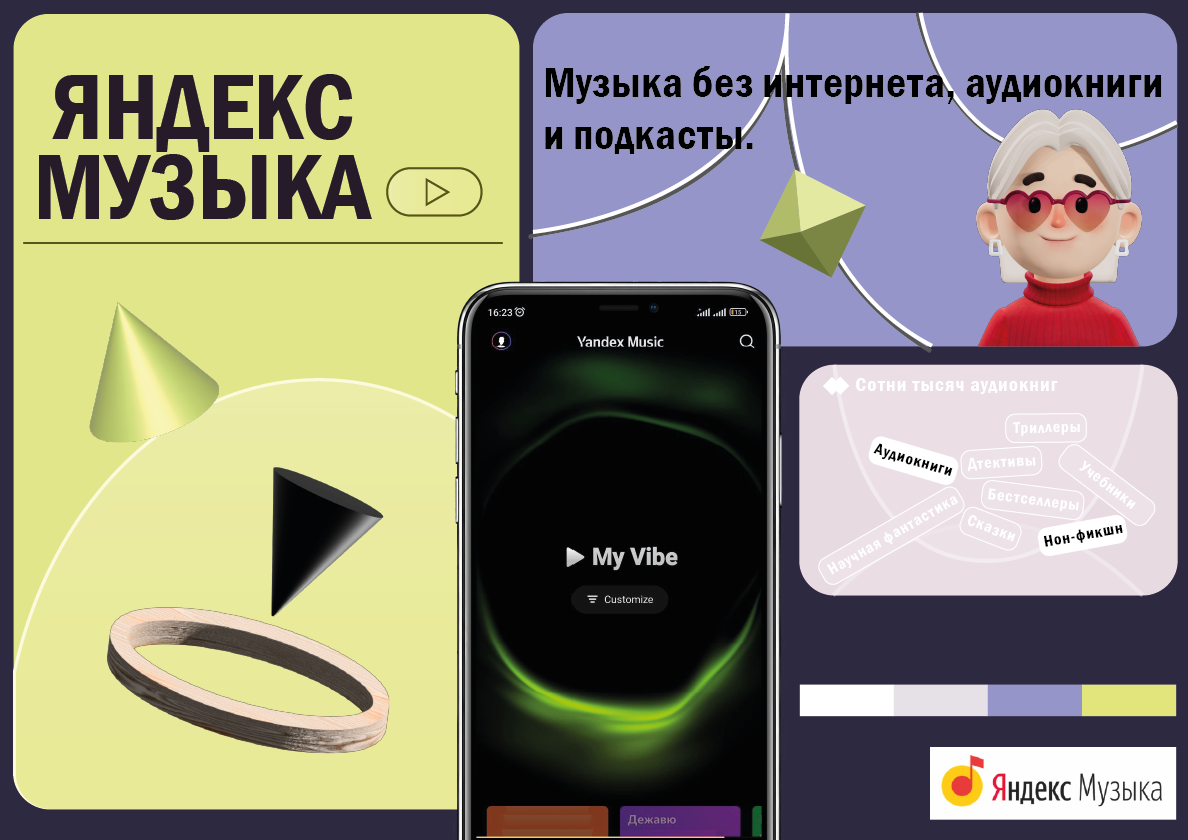 ЯНДЕКС
МУЗЫКА
Музыка без интернета, аудиокниги
и подкасты.
16:23
15
Yandex Music
My Vibe
Customize
Дежавю
Сотни тысяч аудиокниг
Триллеры
Аудиокниги
Дтективы
Учебники
Бестселлеры
Научная фантастика
Сказки
Нон-фикшн
Яндекс Музыка